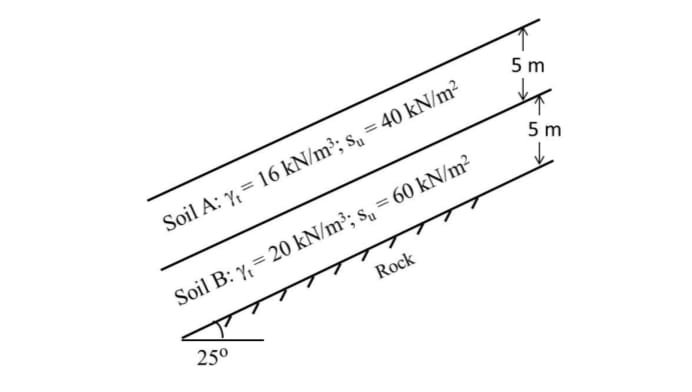 5 m
Soil A: γₜ = 16 kN/m³; sᵤ = 40 kN/m²
5 m
Soil B: γₜ = 20 kN/m³; sᵤ = 60 kN/m²
Rock
25⁰